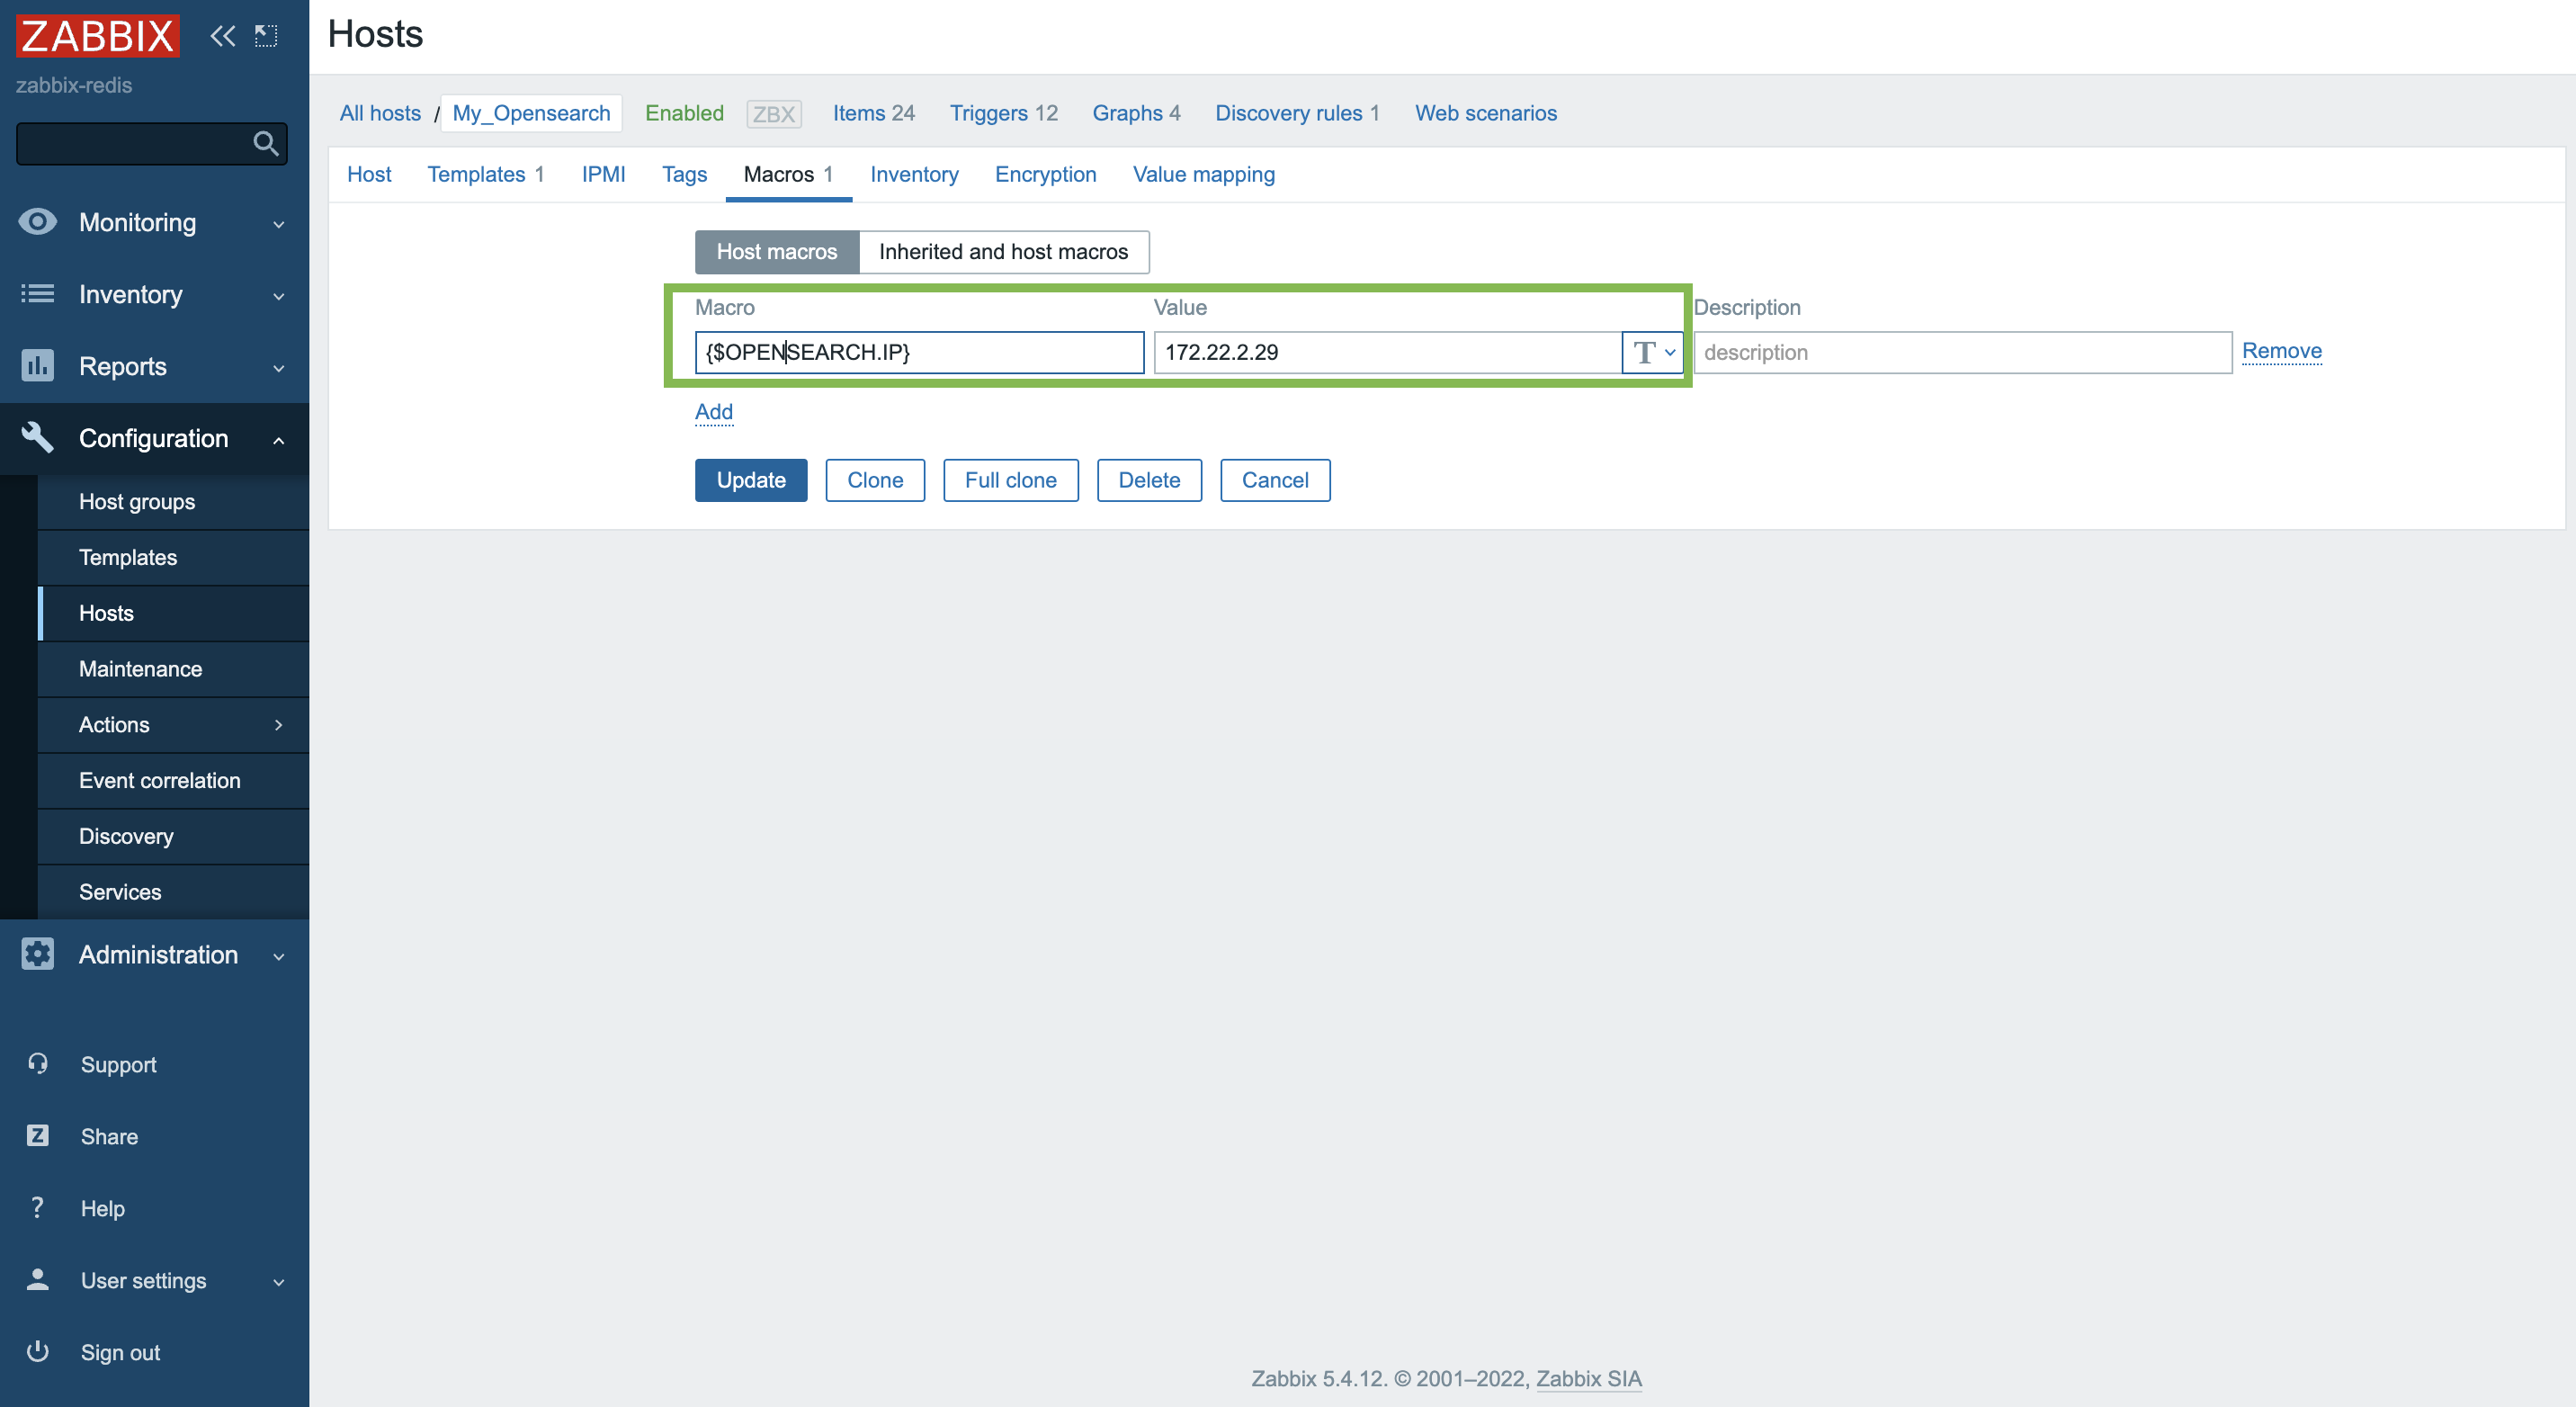 ZABBIX
zabbix-redis
Monitoring
Inventory
Reports
Configuration
Host groups
Templates
Hosts
Maintenance
Actions
Event correlation
Discovery
Services
Administration
Support
Z Share
? Help
User settings
Sign out
Hosts
All hosts / My_Opensearch Enabled ZBX Items 24 Triggers 12 Graphs 4 Discovery rules 1 Web scenarios
Host Templates 1 IPMI Tags Macros 1 Inventory Encryption Value mapping
Host macros Inherited and host macros
Macro Value Description
{$OPENSEARCH.IP} 172.22.2.29 T description Remove
Add
Update Clone Full clone Delete Cancel
Zabbix 5.4.12. © 2001–2022, Zabbix SIA